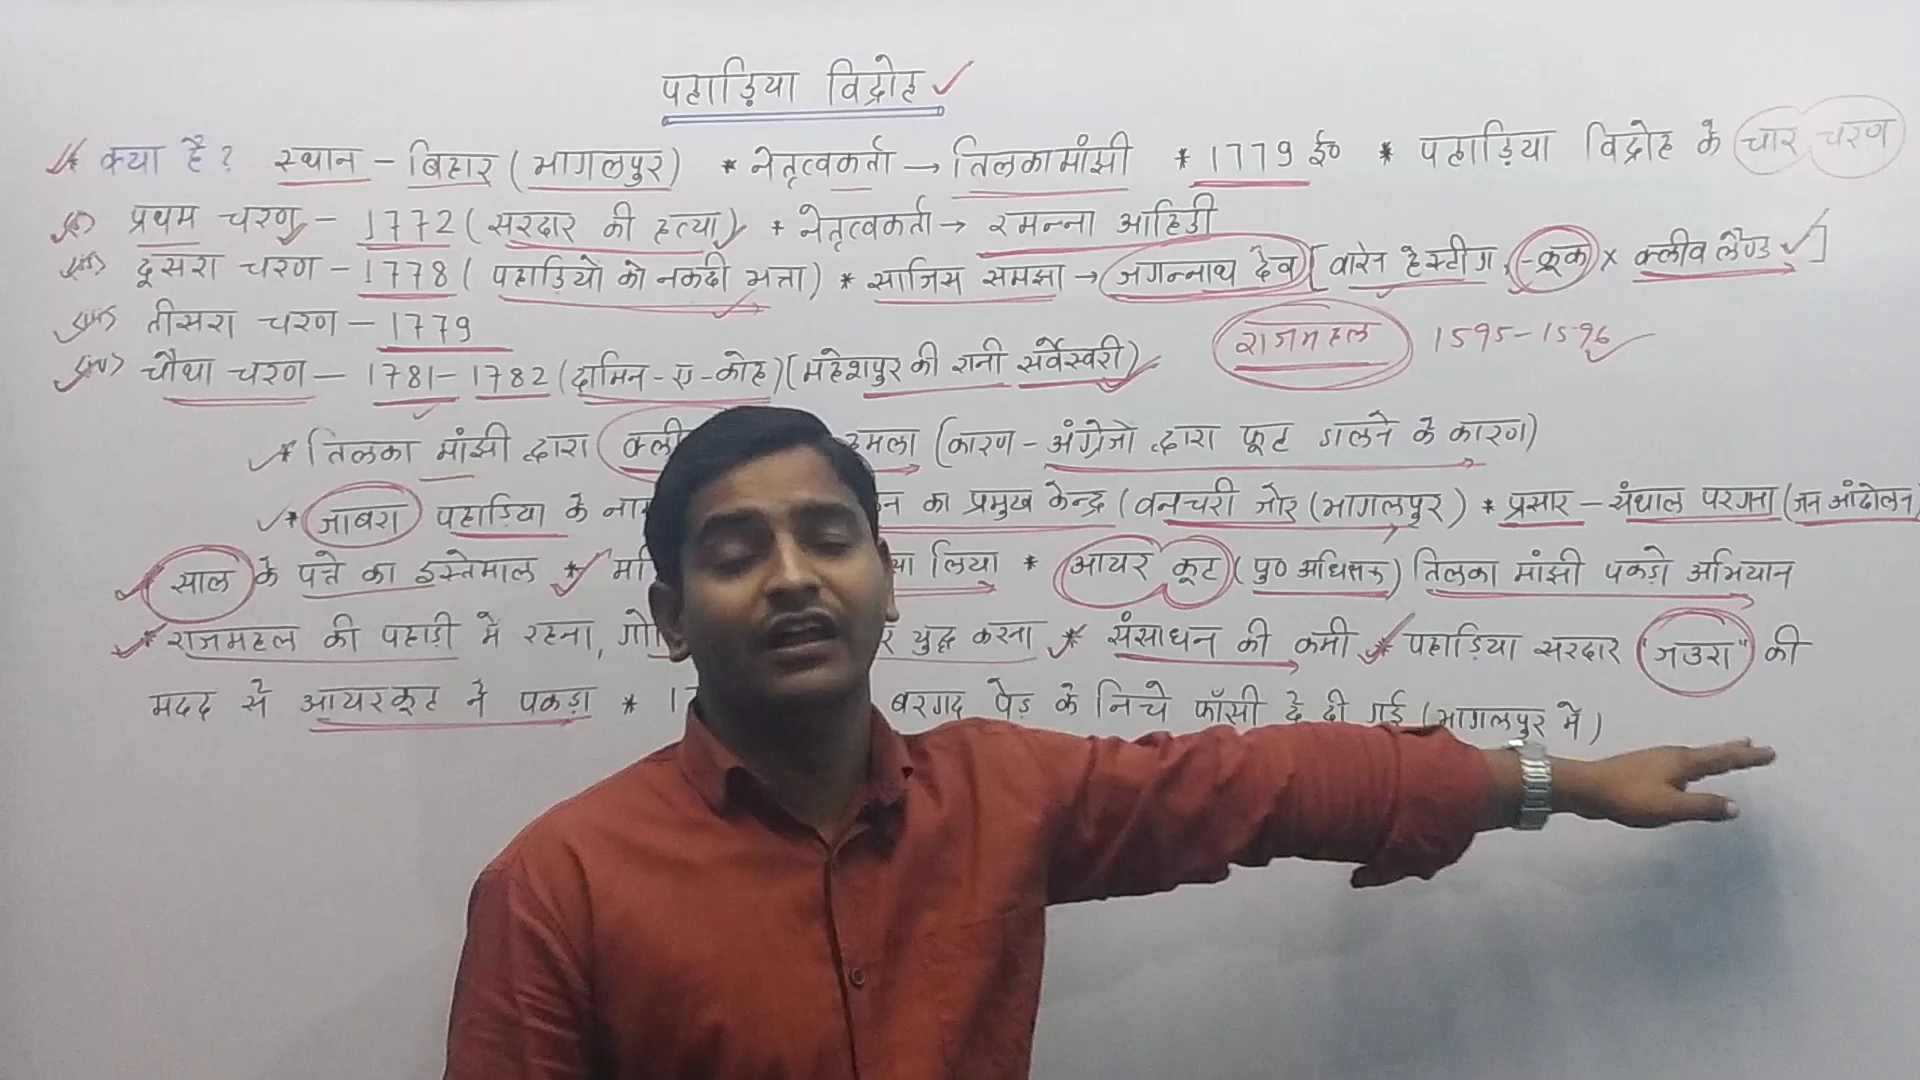 पहाड़िया विद्रोह
* क्या है? स्थान - बिहार (भागलपुर) * नेतृत्वकर्ता → तिलका मांझी * 1779 ई० * पहाड़िया विद्रोह के चार चरण
(i) प्रथम चरण - 1772 (सरदार की हत्या) * नेतृत्वकर्ता → रमन्ना आहिडी
(ii) दूसरा चरण - 1778 (पहाड़ियो को नकदी भत्ता) * साजिस समझा → जगन्नाथ देव [वारेन हेस्टींग, क्रूक x क्लीव लैण्ड]
(iii) तीसरा चरण - 1779
राजमहल 1595-1596
(iv) चौथा चरण - 1781-1782 (दामिन-ए-कोह) (महेशपुर की रानी सर्वेस्वरी)
* तिलका मांझी द्वारा क्ली हमला (कारण - अंग्रेजो द्वारा फूट डालने के कारण)
* जाबरा पहाड़िया के ना न का प्रमुख केन्द्र (वनचरी जोर (भागलपुर) * प्रसार - संथाल परगना (जन आंदोलन)
* साल के पत्ते का इस्तेमाल * लिया * आयर कूट (पु० अधिक्षक) तिलका मांझी पकड़ो अभियान
* राजमहल की पहाड़ी मे रहना, र युद्ध करना * संसाधन की कमी * पहाड़िया सरदार "जउरा" की
मदद से आयरकूट ने पकड़ा * बरगद पेड़ के निचे फाँसी दे दी गई (भागलपुर मे)